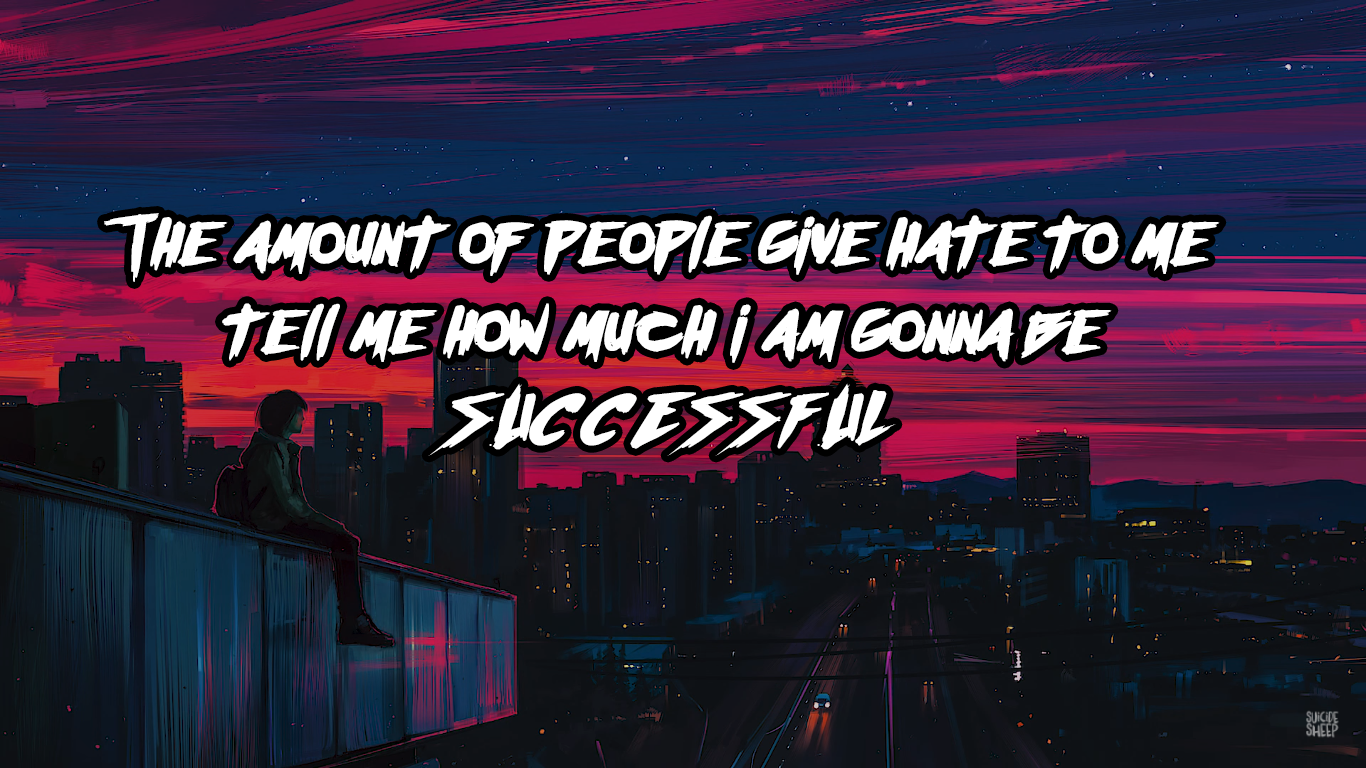 The amount of people give hate to me
tell me how much i am gonna be
successful
SUICIDE
SHEEP